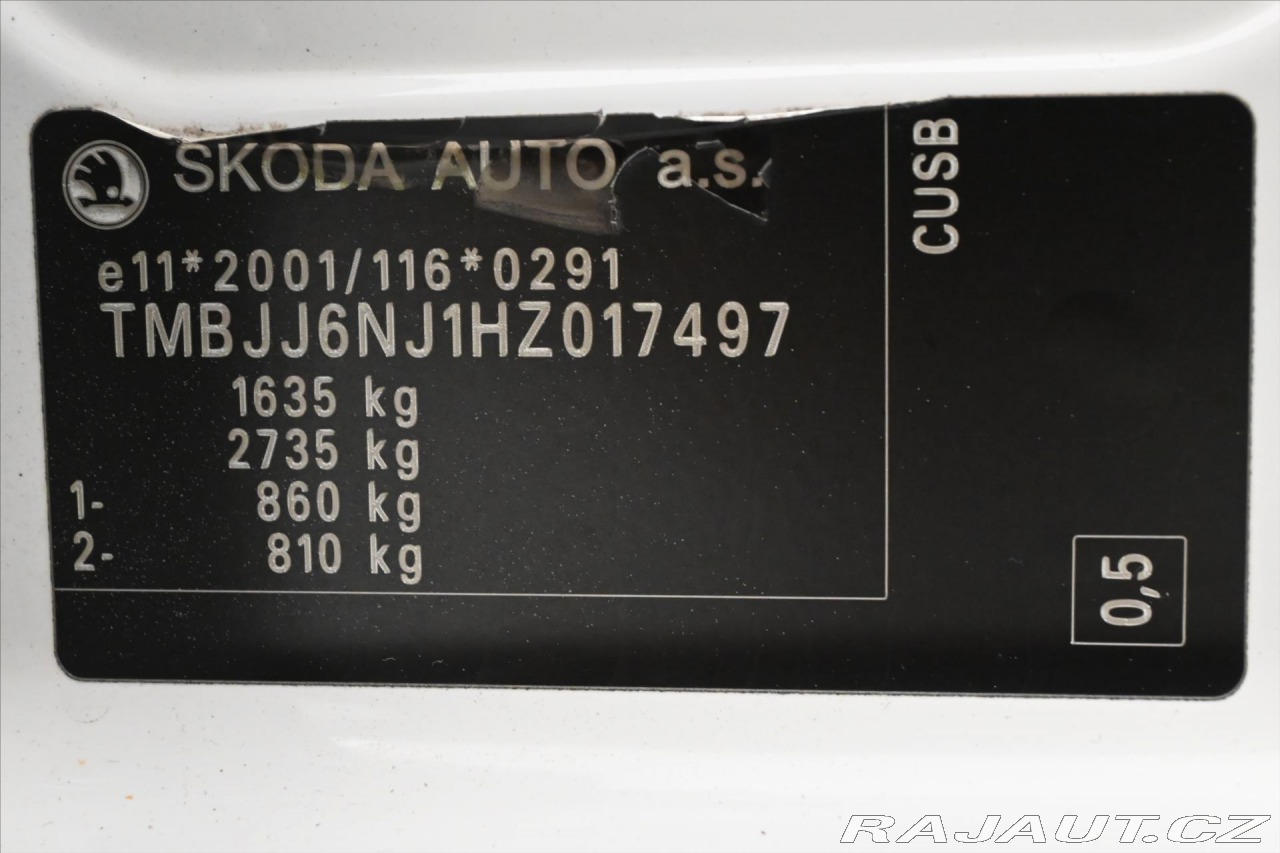 SKODA AUTO a.s.
e11*2001/116*0291
TMBJJ6NJ1HZ017497
1635 kg
2735 kg
1- 860 kg
2- 810 kg
CUSB
0,5
RAJAUT.CZ